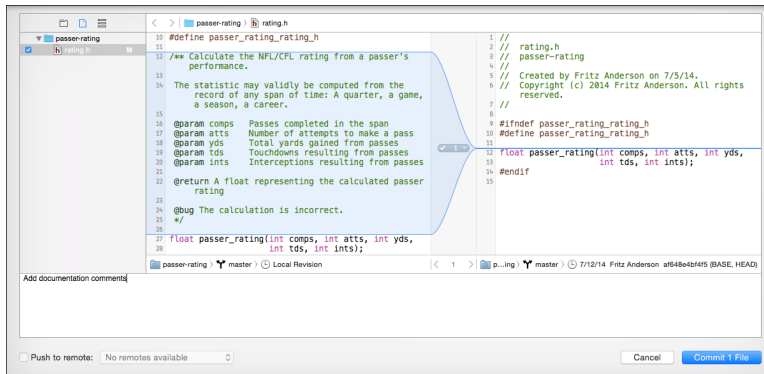 passer-rating 〉 rating.h
passer-rating
rating.h M
10 #define passer_rating_rating_h
11
12 /** Calculate the NFL/CFL rating from a passer's
performance.
13
14 The statistic may validly be computed from the
record of any span of time: A quarter, a game,
a season, a career.
15
16 @param comps Passes completed in the span
17 @param atts Number of attempts to make a pass
18 @param yds Total yards gained from passes
19 @param tds Touchdowns resulting from passes
20 @param ints Interceptions resulting from passes
21
22 @return A float representing the calculated passer
rating
23
24 @bug The calculation is incorrect.
25 */
26
27 float passer_rating(int comps, int atts, int yds,
28 int tds, int ints);
1
1 //
2 // rating.h
3 // passer-rating
4 //
5 // Created by Fritz Anderson on 7/5/14.
6 // Copyright (c) 2014 Fritz Anderson. All rights
reserved.
7 //
8
9 #ifndef passer_rating_rating_h
10 #define passer_rating_rating_h
11
12 float passer_rating(int comps, int atts, int yds,
13 int tds, int ints);
14 #endif
15
passer-rating 〉 master 〉 Local Revision
1
p...ing 〉 master 〉 7/12/14 Fritz Anderson af648e4bf4f5 (BASE, HEAD)
Add documentation comments
Push to remote: No remotes available
Cancel
Commit 1 File